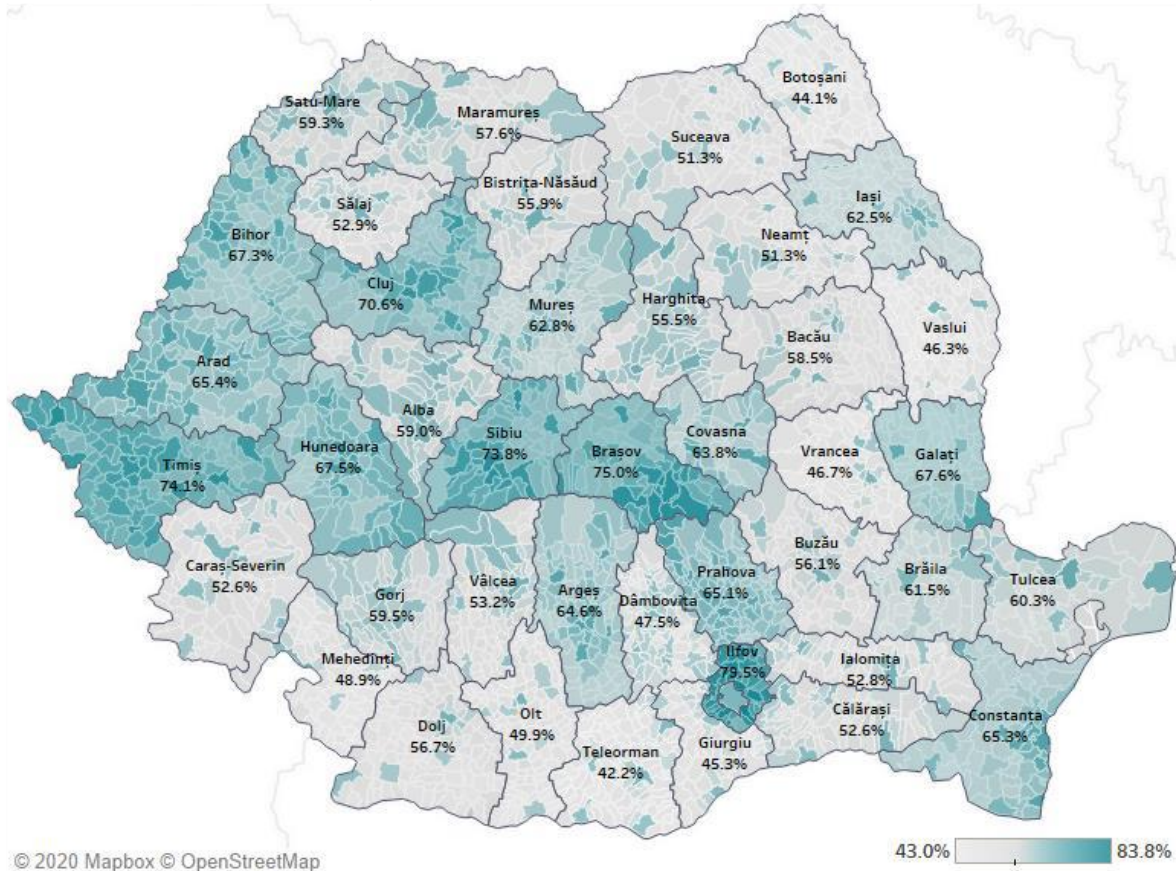 Botoșani
44.1%
Satu-Mare
59.3%
Maramureș
57.6%
Suceava
51.3%
Bistrița-Năsăud
55.9%
Iași
62.5%
Sălaj
52.9%
Bihor
67.3%
Neamț
51.3%
Cluj
70.6%
Mureș
62.8%
Harghita
55.5%
Bacău
58.5%
Vaslui
46.3%
Arad
65.4%
Alba
59.0%
Sibiu
73.8%
Brașov
75.0%
Covasna
63.8%
Hunedoara
67.5%
Vrancea
46.7%
Galați
67.6%
Timiș
74.1%
Buzău
56.1%
Caraș-Severin
52.6%
Gorj
59.5%
Vâlcea
53.2%
Argeș
64.6%
Dâmbovița
47.5%
Prahova
65.1%
Brăila
61.5%
Tulcea
60.3%
Ilfov
79.5%
Ialomița
52.8%
Mehedinți
48.9%
Olt
49.9%
Dolj
56.7%
Călărași
52.6%
Constanta
65.3%
Giurgiu
45.3%
Teleorman
42.2%
© 2020 Mapbox © OpenStreetMap
43.0% 83.8%